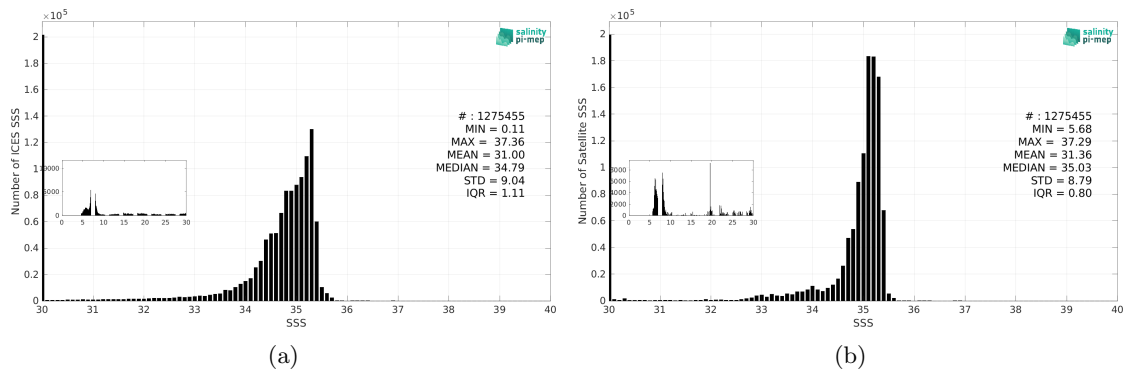 ×10⁵
2
1.8
1.6
1.4
1.2
1
0.8
0.6
0.4
0.2
0
Number of ICES SSS
salinity
pi-mep
# : 1275455
MIN = 0.11
MAX = 37.36
MEAN = 31.00
MEDIAN = 34.79
STD = 9.04
IQR = 1.11
10000
5000
0
0 5 10 15 20 25 30
30 31 32 33 34 35 36 37 38 39 40
SSS
(a)
×10⁵
2
1.8
1.6
1.4
1.2
1
0.8
0.6
0.4
0.2
0
Number of Satellite SSS
salinity
pi-mep
# : 1275455
MIN = 5.68
MAX = 37.29
MEAN = 31.36
MEDIAN = 35.03
STD = 8.79
IQR = 0.80
8000
6000
4000
2000
0
0 5 10 15 20 25 30
30 31 32 33 34 35 36 37 38 39 40
SSS
(b)